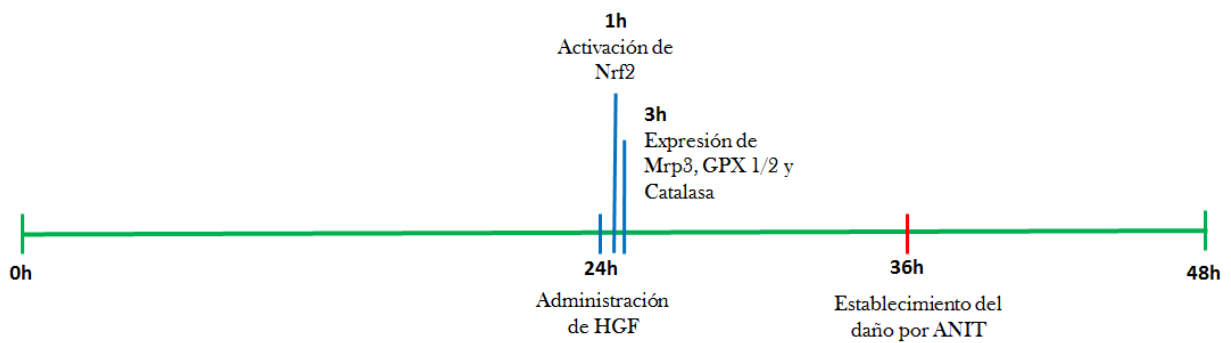 1h
Activación de
Nrf2
3h
Expresión de
Mrp3, GPX 1/2 y
Catalasa
0h
24h
36h
48h
Administración
de HGF
Establecimiento del
daño por ANIT